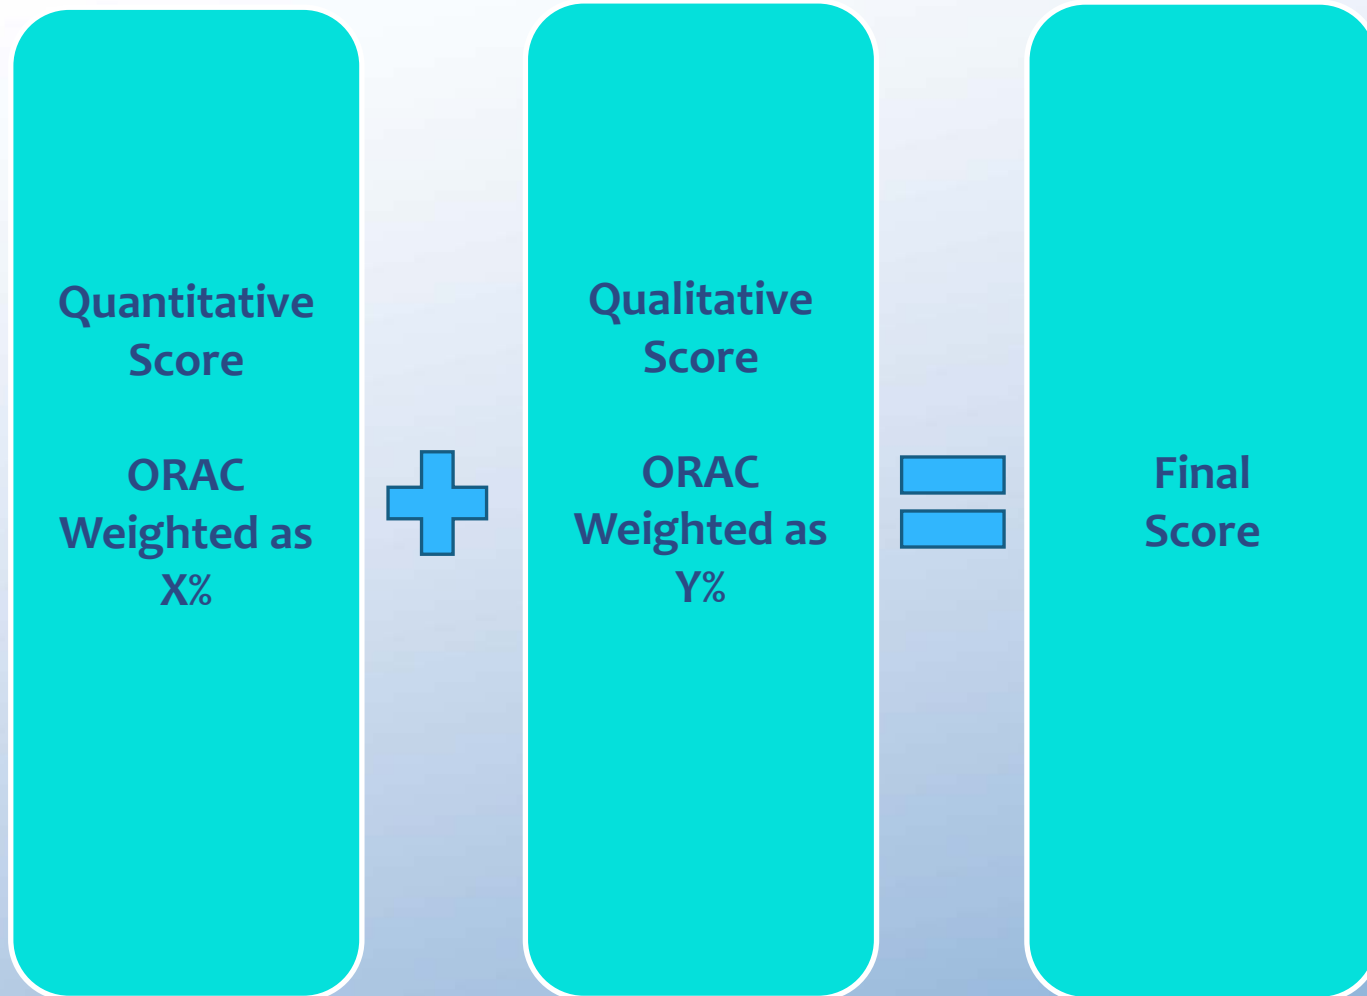 Quantitative
Score
ORAC
Weighted as
X%
Qualitative
Score
ORAC
Weighted as
Y%
Final
Score